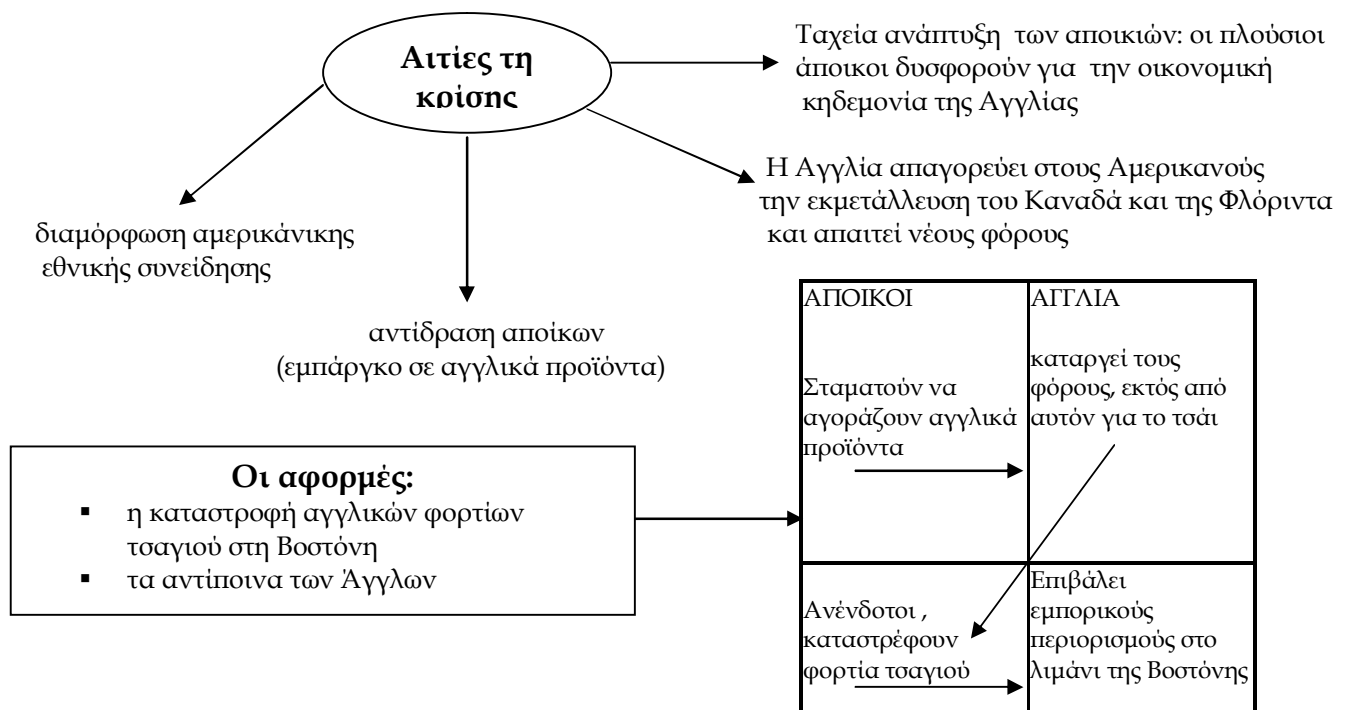 Αιτίες τη
κρίσης
Ταχεία ανάπτυξη των αποικιών: οι πλούσιοι
άποικοι δυσφορούν για την οικονομική
κηδεμονία της Αγγλίας
Η Αγγλία απαγορεύει στους Αμερικανούς
την εκμετάλλευση του Καναδά και της Φλόριντα
και απαιτεί νέους φόρους
διαμόρφωση αμερικάνικης
εθνικής συνείδησης
αντίδραση αποίκων
(εμπάργκο σε αγγλικά προϊόντα)
Οι αφορμές:
▪ η καταστροφή αγγλικών φορτίων
τσαγιού στη Βοστόνη
▪ τα αντίποινα των Άγγλων
ΑΠΟΙΚΟΙ
Σταματούν να
αγοράζουν αγγλικά
προϊόντα
ΑΓΓΛΙΑ
καταργεί τους
φόρους, εκτός από
αυτόν για το τσάι
Ανένδοτοι ,
καταστρέφουν
φορτία τσαγιού
Επιβάλει
εμπορικούς
περιορισμούς στο
λιμάνι της Βοστόνης